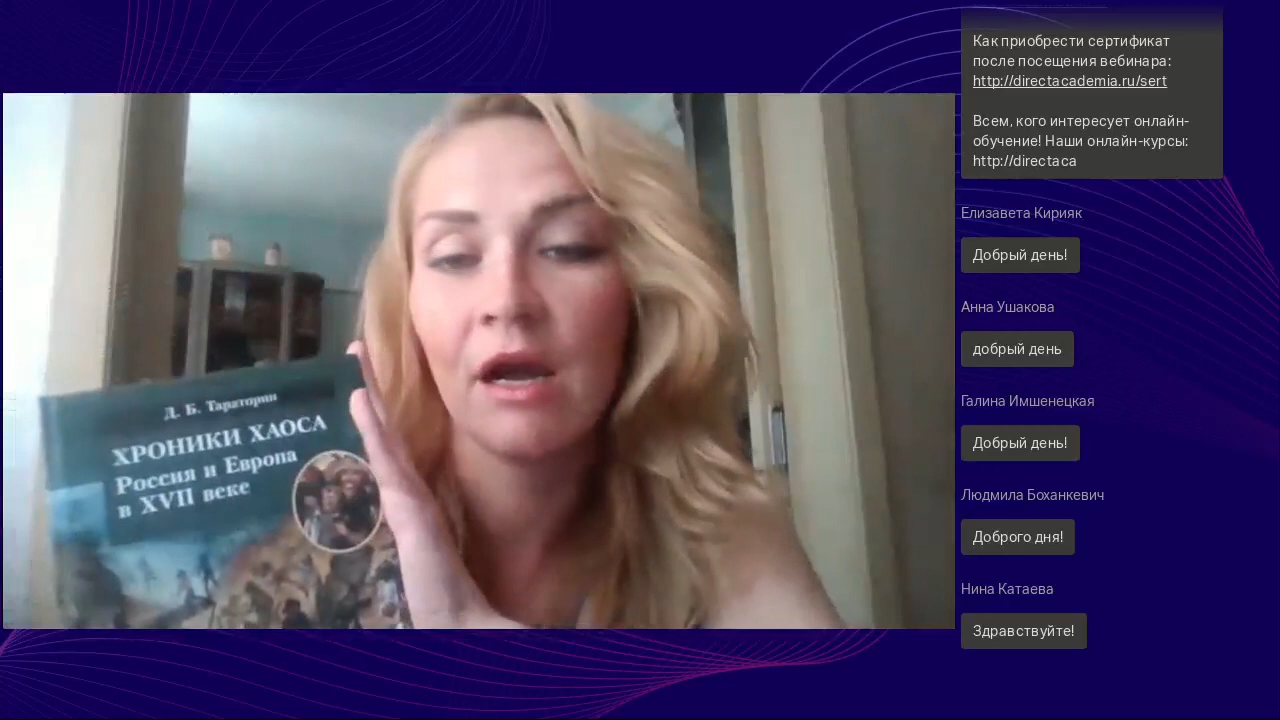 Д. Б. Тараторин
ХРОНИКИ ХАОСА
Россия и Европа
в XVII веке
Как приобрести сертификат
после посещения вебинара:
http://directacademia.ru/sert
Всем, кого интересует онлайн-
обучение! Наши онлайн-курсы:
http://directaca
Елизавета Кирияк
Добрый день!
Анна Ушакова
добрый день
Галина Имшенецкая
Добрый день!
Людмила Боханкевич
Доброго дня!
Нина Катаева
Здравствуйте!